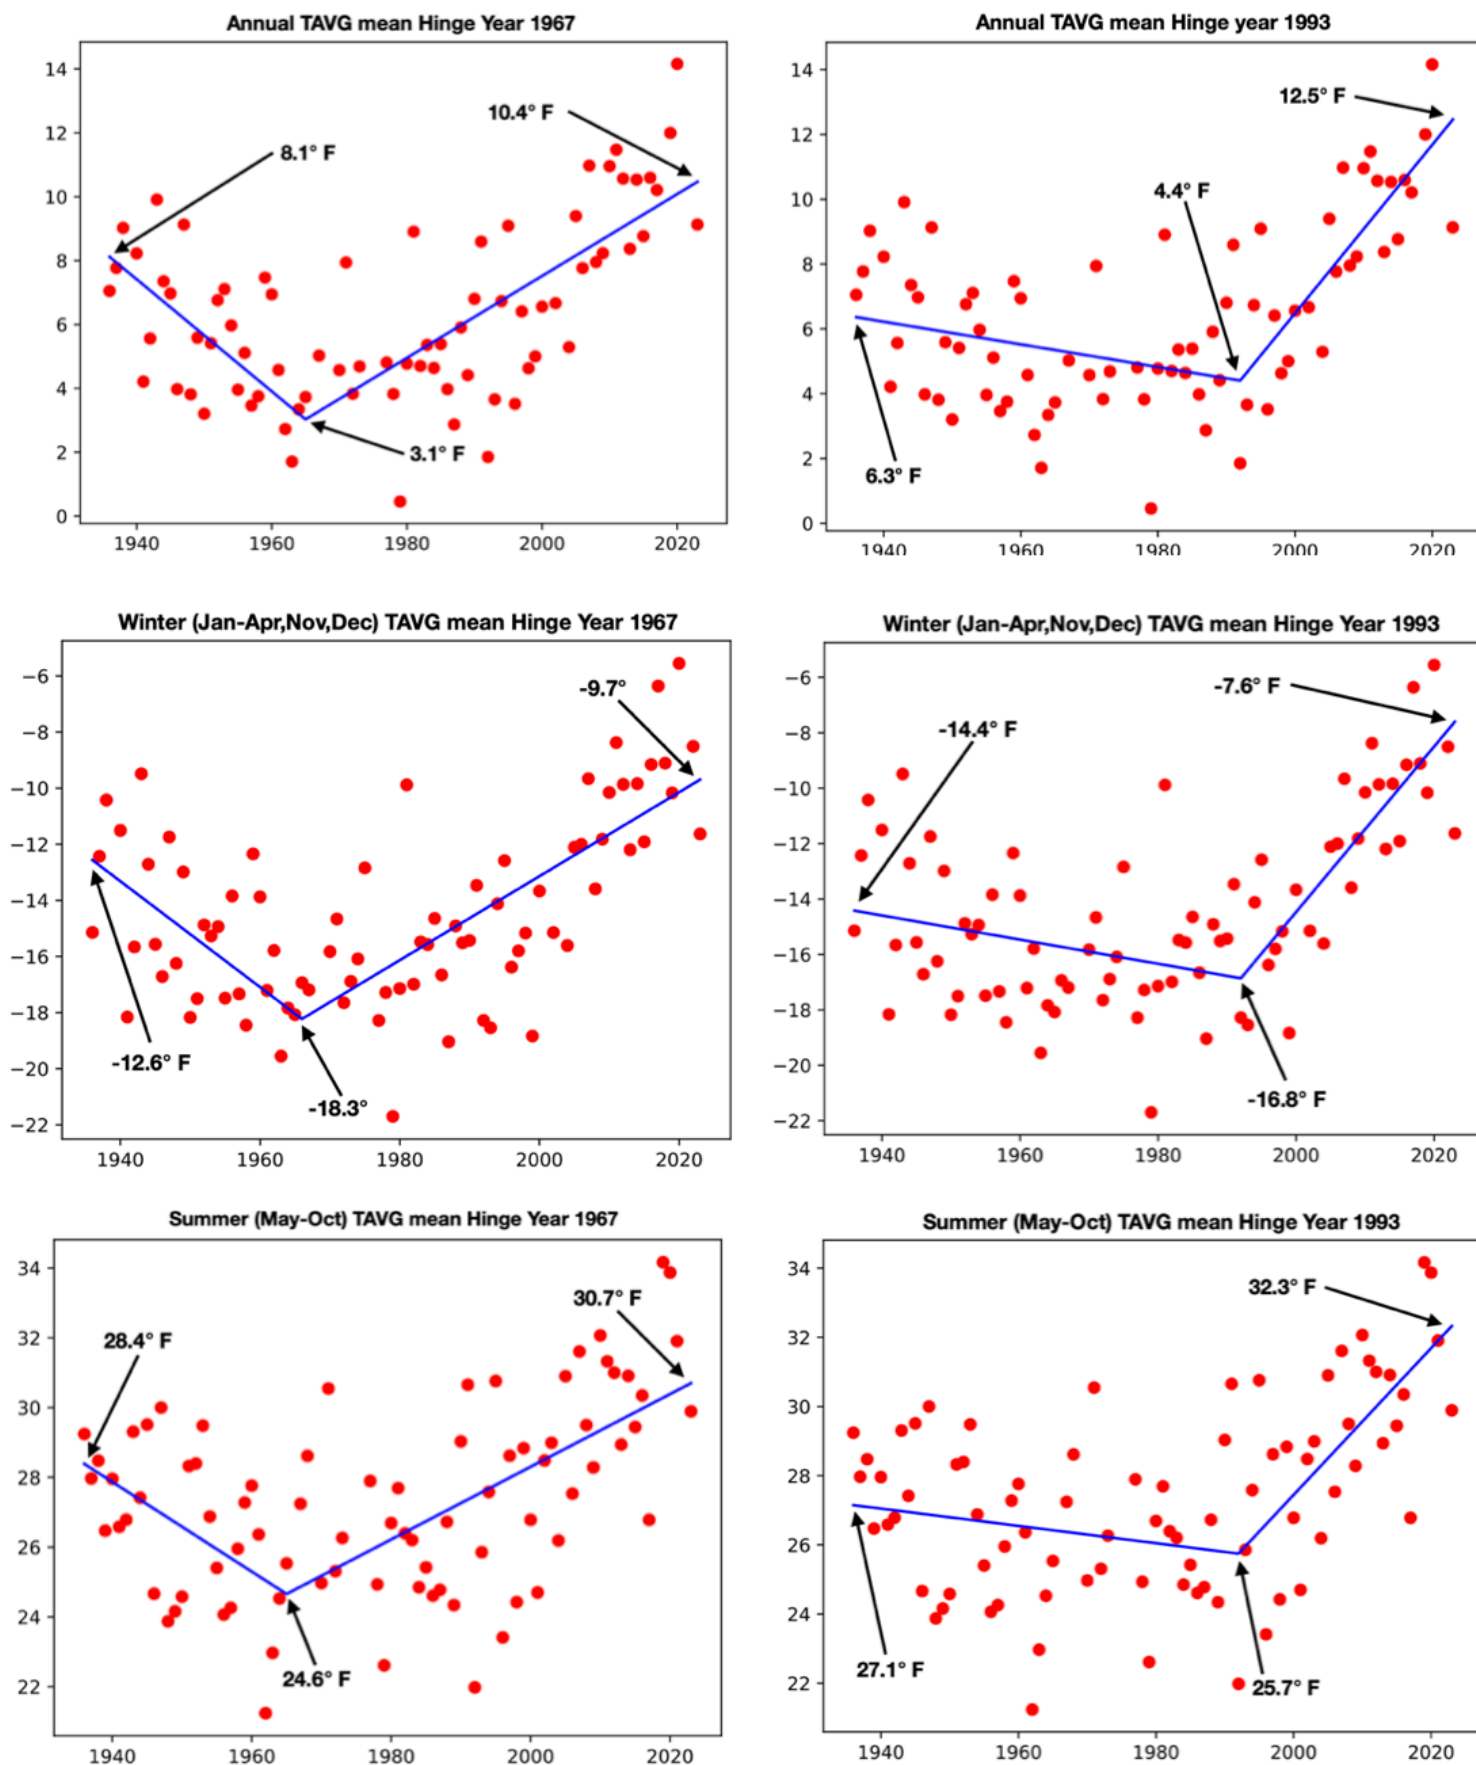 Annual TAVG mean Hinge Year 1967
14
12
10
8
6
4
2
0
8.1° F
10.4° F
3.1° F
1940 1960 1980 2000 2020
Annual TAVG mean Hinge year 1993
14
12
10
8
6
4
2
0
12.5° F
4.4° F
6.3° F
1940 1960 1980 2000 2020
Winter (Jan-Apr,Nov,Dec) TAVG mean Hinge Year 1967
−6
−8
−10
−12
−14
−16
−18
−20
−22
-9.7°
-12.6° F
-18.3°
1940 1960 1980 2000 2020
Winter (Jan-Apr,Nov,Dec) TAVG mean Hinge Year 1993
−6
−8
−10
−12
−14
−16
−18
−20
−22
-7.6° F
-14.4° F
-16.8° F
1940 1960 1980 2000 2020
Summer (May-Oct) TAVG mean Hinge Year 1967
34
32
30
28
26
24
22
30.7° F
28.4° F
24.6° F
1940 1960 1980 2000 2020
Summer (May-Oct) TAVG mean Hinge Year 1993
34
32
30
28
26
24
22
32.3° F
27.1° F
25.7° F
1940 1960 1980 2000 2020